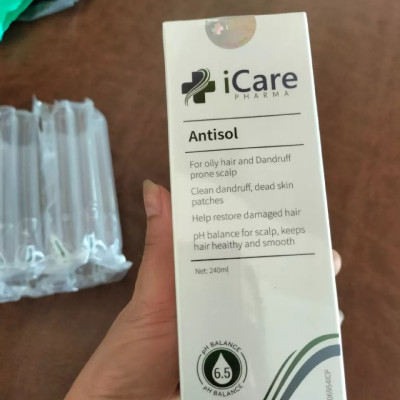 iCare
PHARMA
Antisol
For oily hair and Dandruff
prone scalp
Clean dandruff, dead skin
patches
Help restore damaged hair
pH balance for scalp, keeps
hair healthy and smooth
Net: 240ml
PH BALANCE
6.5
PH BALANCE